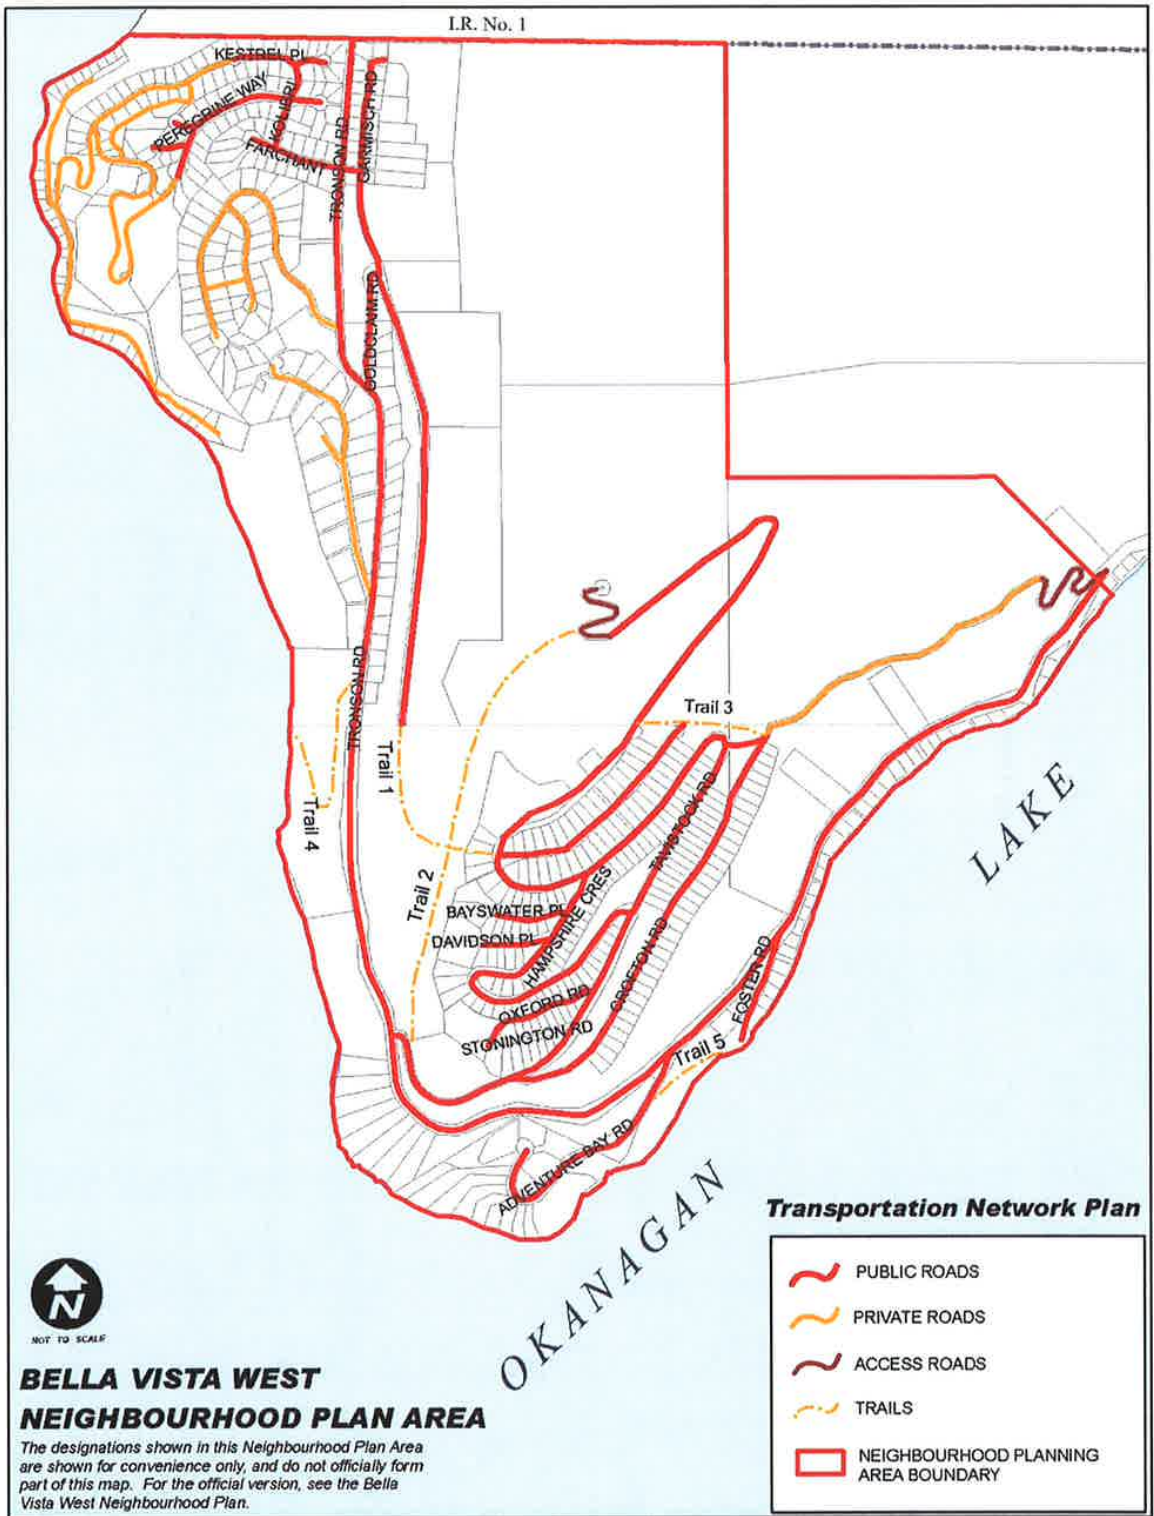 I.R. No. 1
KESTREL PL
PEREGRINE WAY
KOLIBRI
FARCHANT
TRONSON RD
GARMISCH RD
GOLDCLAIM RD
TRONSON RD
Trail 1
Trail 2
Trail 3
Trail 4
TAVISTOCK RD
BAYSWATER PL
HAMPSHIRE CRES
DAVIDSON PL
CROFTON RD
OXFORD RD
STONINGTON RD
FOSTER RD
Trail 5
ADVENTURE BAY RD
OKANAGAN
LAKE
N
NOT TO SCALE
BELLA VISTA WEST
NEIGHBOURHOOD PLAN AREA
The designations shown in this Neighbourhood Plan Area
are shown for convenience only, and do not officially form
part of this map. For the official version, see the Bella
Vista West Neighbourhood Plan.
Transportation Network Plan
PUBLIC ROADS
PRIVATE ROADS
ACCESS ROADS
TRAILS
NEIGHBOURHOOD PLANNING
AREA BOUNDARY